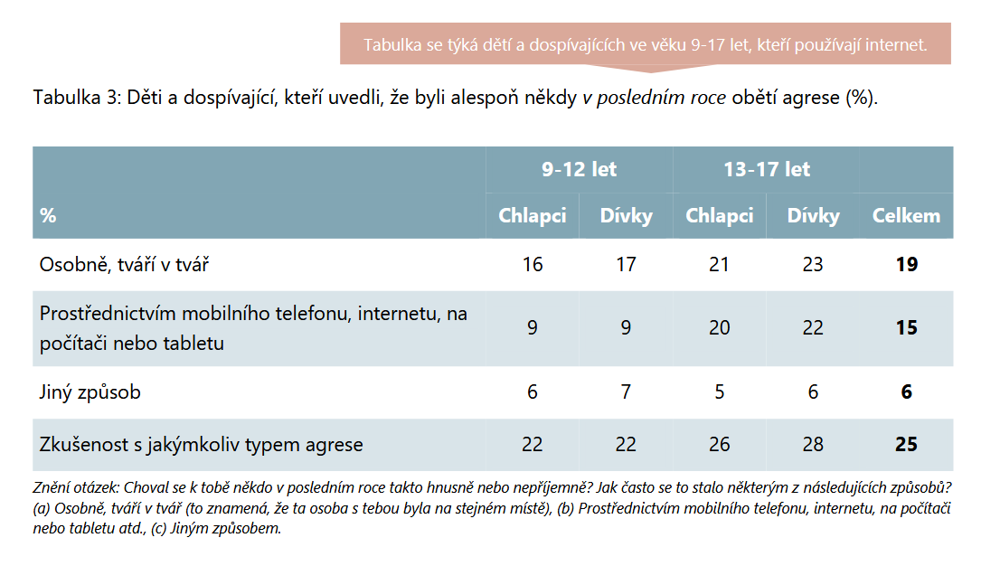 Tabulka se týká dětí a dospívajících ve věku 9-17 let, kteří používají internet.
Tabulka 3: Děti a dospívající, kteří uvedli, že byli alespoň někdy v posledním roce obětí agrese (%).
9-12 let 13-17 let
% Chlapci Dívky Chlapci Dívky Celkem
Osobně, tváří v tvář 16 17 21 23 19
Prostřednictvím mobilního telefonu, internetu, na
počítači nebo tabletu 9 9 20 22 15
Jiný způsob 6 7 5 6 6
Zkušenost s jakýmkoliv typem agrese 22 22 26 28 25
Znění otázek: Choval se k tobě někdo v posledním roce takto hnusně nebo nepříjemně? Jak často se to stalo některým z následujících způsobů?
(a) Osobně, tváří v tvář (to znamená, že ta osoba s tebou byla na stejném místě), (b) Prostřednictvím mobilního telefonu, internetu, na počítači
nebo tabletu atd., (c) Jiným způsobem.